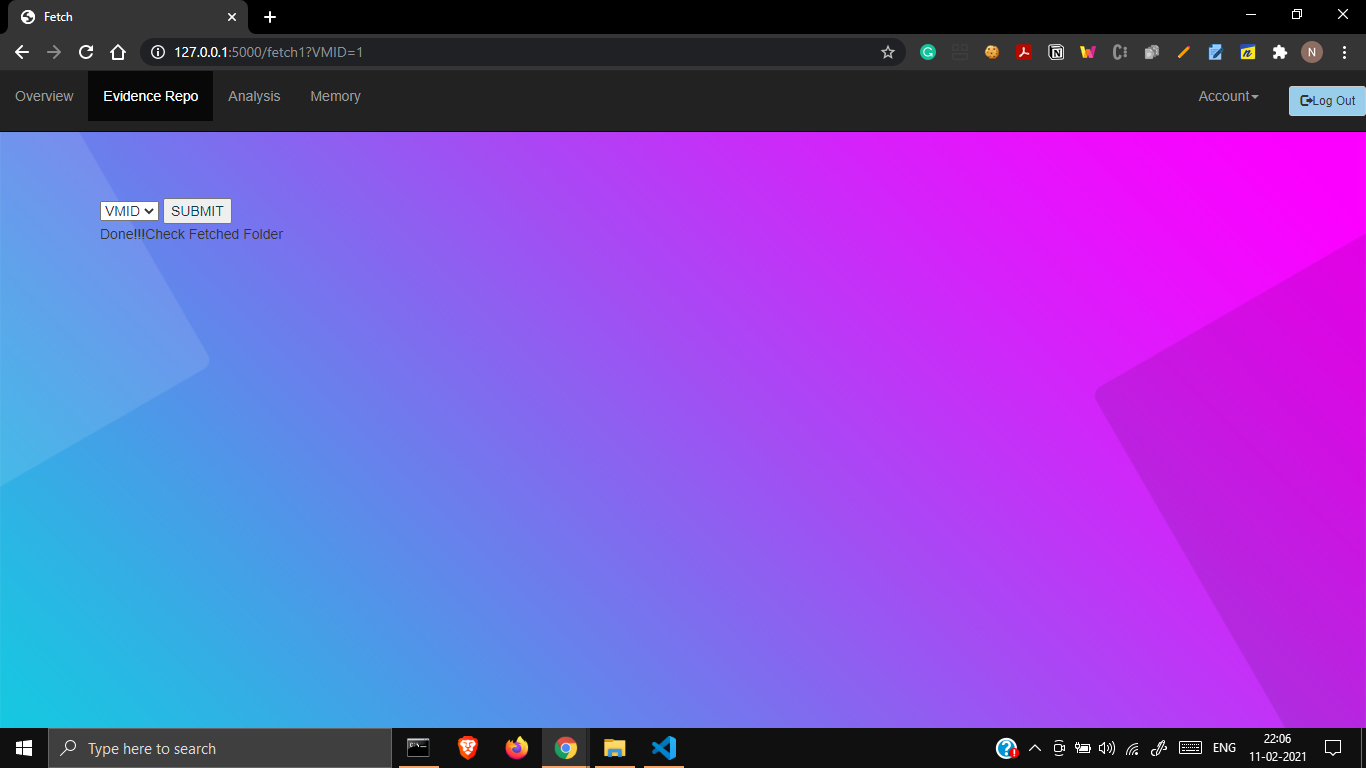 Fetch
127.0.0.1:5000/fetch1?VMID=1
N
Overview Evidence Repo Analysis Memory Account Log Out
VMID SUBMIT
Done!!!Check Fetched Folder
Type here to search
ENG
22:06
11-02-2021